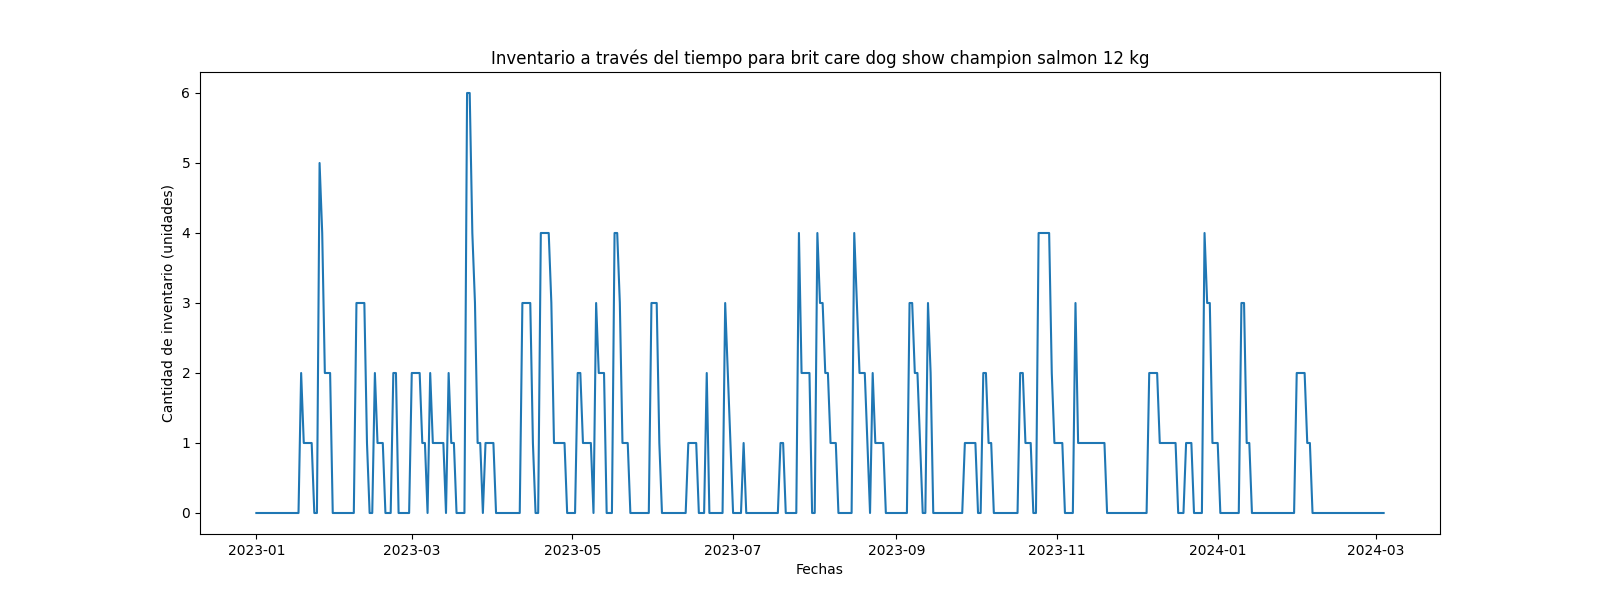 Inventario a través del tiempo para brit care dog show champion salmon 12 kg
Cantidad de inventario (unidades)
6
5
4
3
2
1
0
2023-01 2023-03 2023-05 2023-07 2023-09 2023-11 2024-01 2024-03
Fechas